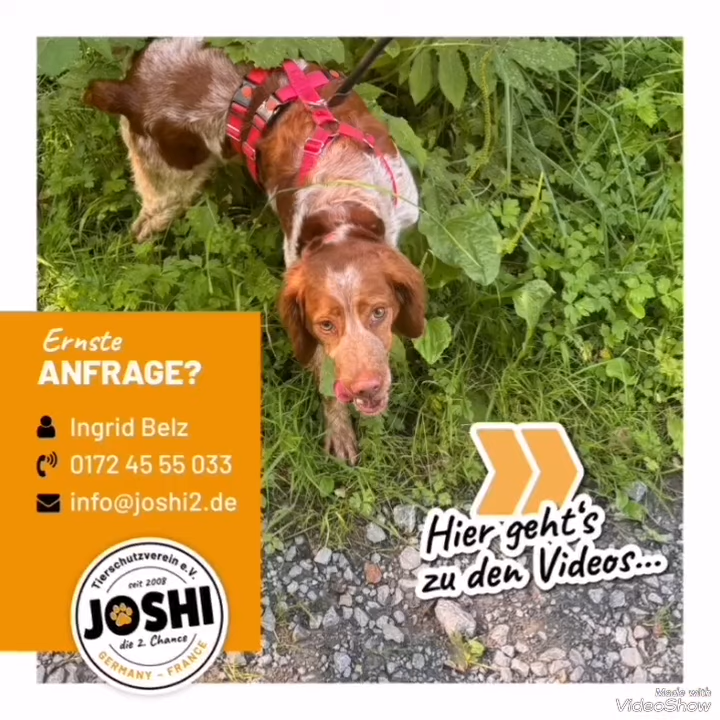 Ernste
ANFRAGE?
Ingrid Belz
0172 45 55 033
info@joshi2.de
Hier geht's
zu den Videos...
Tierschutzverein e.V.
seit 2008
JOSHI
die 2. Chance
GERMANY – FRANCE
Made with
VideoShow